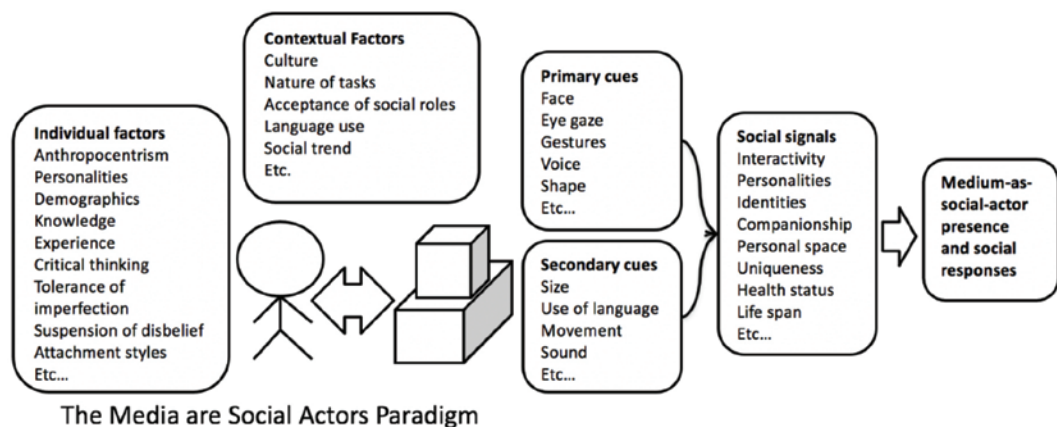 Individual factors
Anthropocentrism
Personalities
Demographics
Knowledge
Experience
Critical thinking
Tolerance of
imperfection
Suspension of disbelief
Attachment styles
Etc...
Contextual Factors
Culture
Nature of tasks
Acceptance of social roles
Language use
Social trend
Etc.
Primary cues
Face
Eye gaze
Gestures
Voice
Shape
Etc...
Secondary cues
Size
Use of language
Movement
Sound
Etc...
Social signals
Interactivity
Personalities
Identities
Companionship
Personal space
Uniqueness
Health status
Life span
Etc...
Medium-as-
social-actor
presence
and social
responses
The Media are Social Actors Paradigm